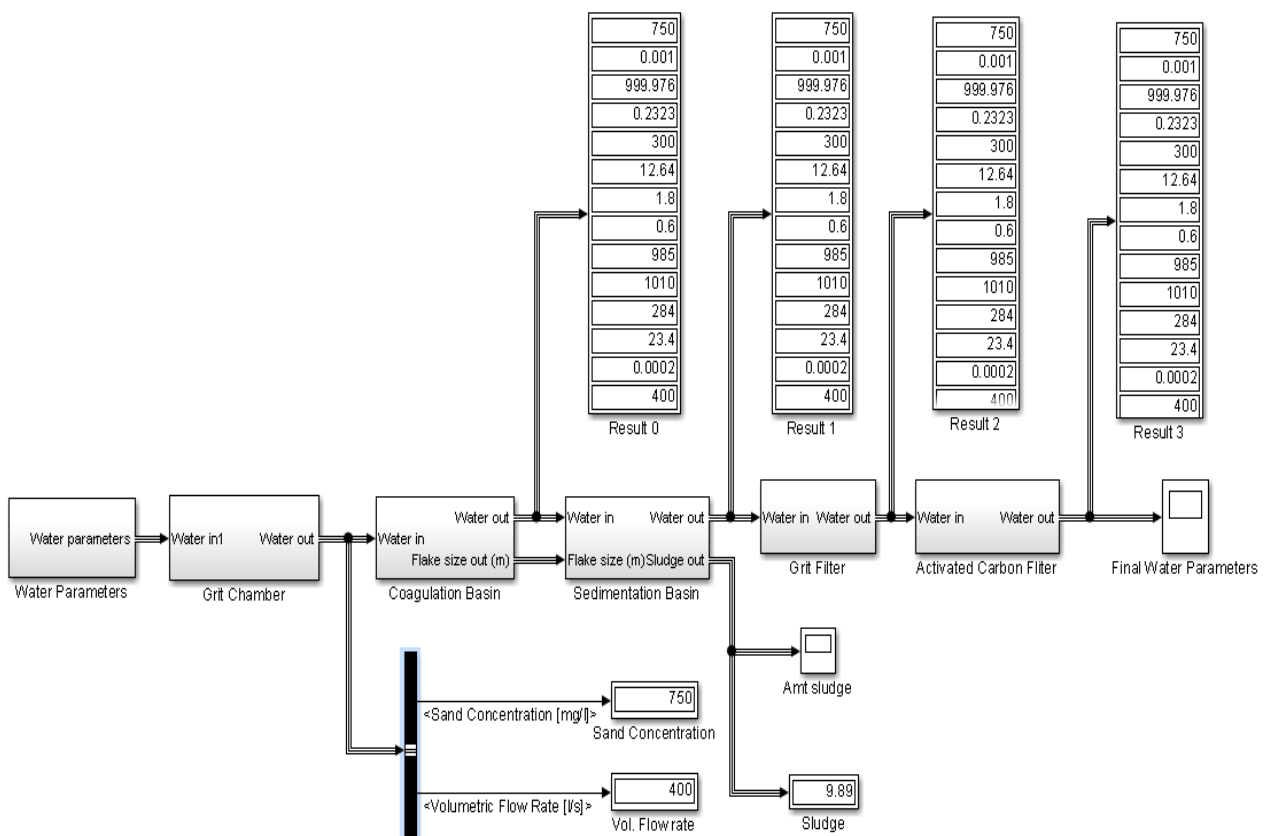 750
0.001
999.976
0.2323
300
12.64
1.8
0.6
985
1010
284
23.4
0.0002
400
Result 0
750
0.001
999.976
0.2323
300
12.64
1.8
0.6
985
1010
284
23.4
0.0002
400
Result 1
750
0.001
999.976
0.2323
300
12.64
1.8
0.6
985
1010
284
23.4
0.0002
400
Result 2
750
0.001
999.976
0.2323
300
12.64
1.8
0.6
985
1010
284
23.4
0.0002
400
Result 3
Water parameters
Water Parameters
Water in1
Water out
Grit Chamber
Water out
Water in
Flake size out (m)
Coagulation Basin
Water in
Water out
Flake size (m)
Sludge out
Sedimentation Basin
Water in
Water out
Grit Filter
Water in
Water out
Activated Carbon Fliter
Final Water Parameters
Amt sludge
<Sand Concentration [mg/l]>
750
Sand Concentration
<Volumetric Flow Rate [l/s]>
400
Vol. Flowrate
9.89
Sludge